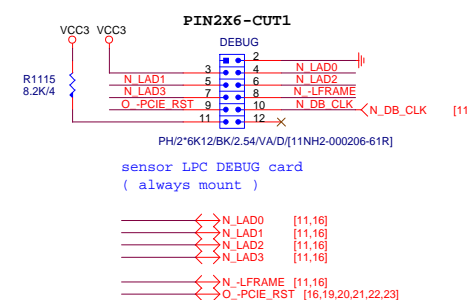 PIN2X6-CUT1
VCC3 VCC3
DEBUG
2
3 4 N_LAD0
R1115 N_LAD1 5 6 N_LAD2
8.2K/4 N_LAD3 7 8 N_-LFRAME
O_-PCIE_RST 9 10 N_DB_CLK N_DB_CLK [11
11 12
PH/2*6K12/BK/2.54/VA/D/[11NH2-000206-61R]
sensor LPC DEBUG card
( always mount )
N_LAD0 [11,16]
N_LAD1 [11,16]
N_LAD2 [11,16]
N_LAD3 [11,16]
N_-LFRAME [11,16]
O_-PCIE_RST [16,19,20,21,22,23]